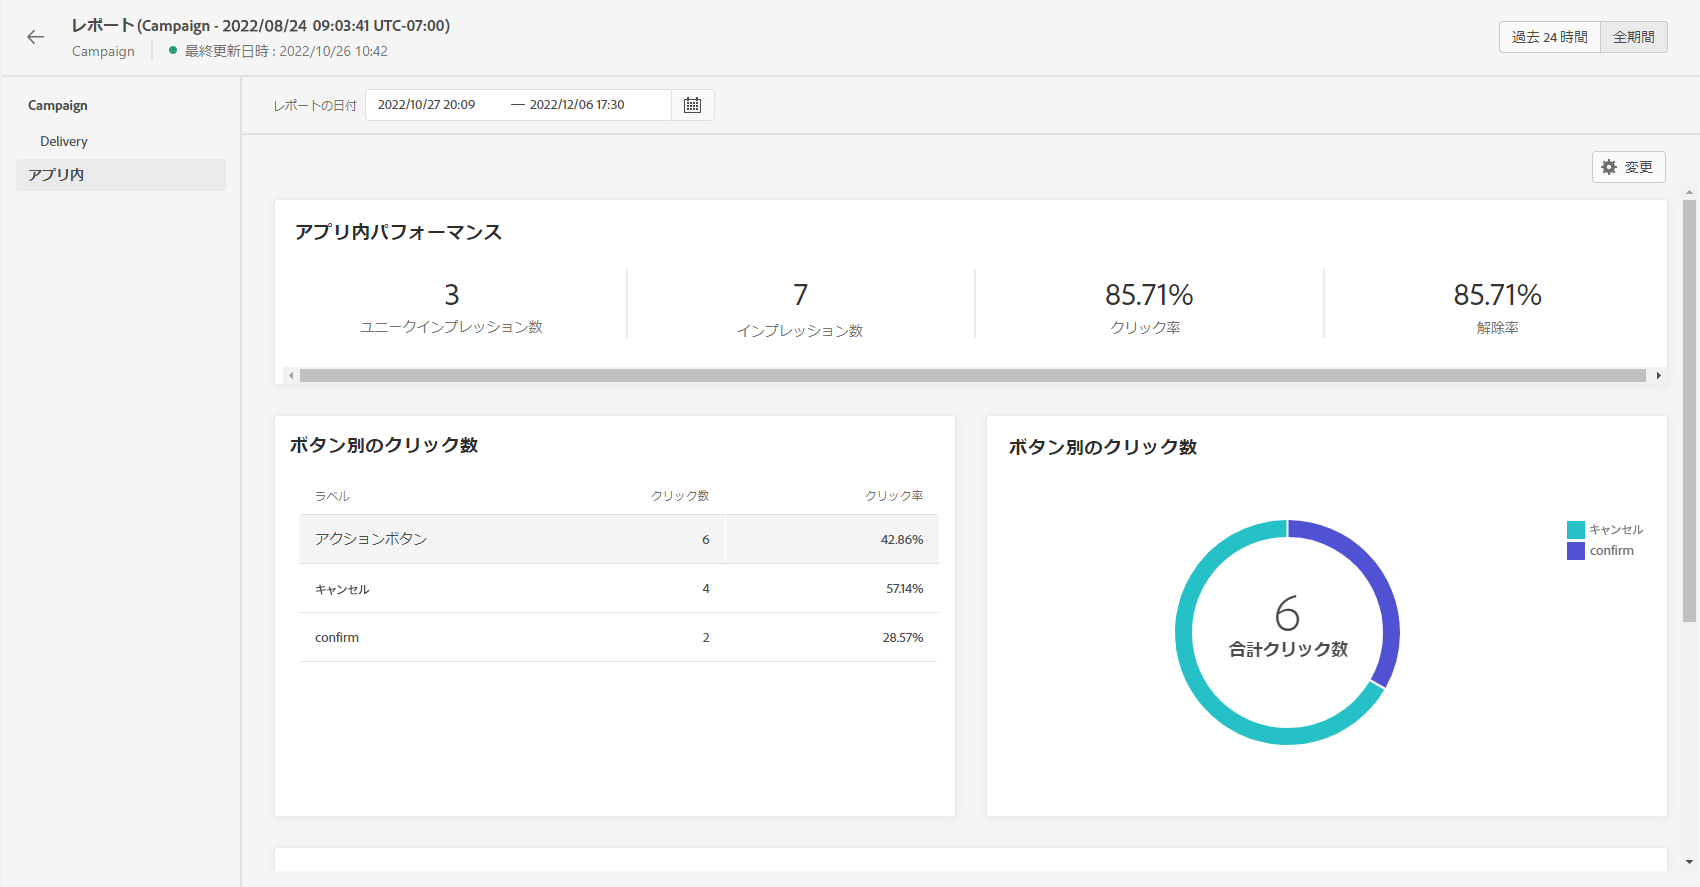 レポート(Campaign - 2022/08/24 09:03:41 UTC-07:00)
Campaign 最終更新日時 : 2022/10/26 10:42
過去 24 時間 全期間
Campaign
Delivery
アプリ内
レポートの日付 2022/10/27 20:09 — 2022/12/06 17:30
変更
アプリ内パフォーマンス
3 7 85.71% 85.71%
ユニークインプレッション数 インプレッション数 クリック率 解除率
ボタン別のクリック数
ラベル クリック数 クリック率
アクションボタン 6 42.86%
キャンセル 4 57.14%
confirm 2 28.57%
ボタン別のクリック数
キャンセル
confirm
6
合計クリック数